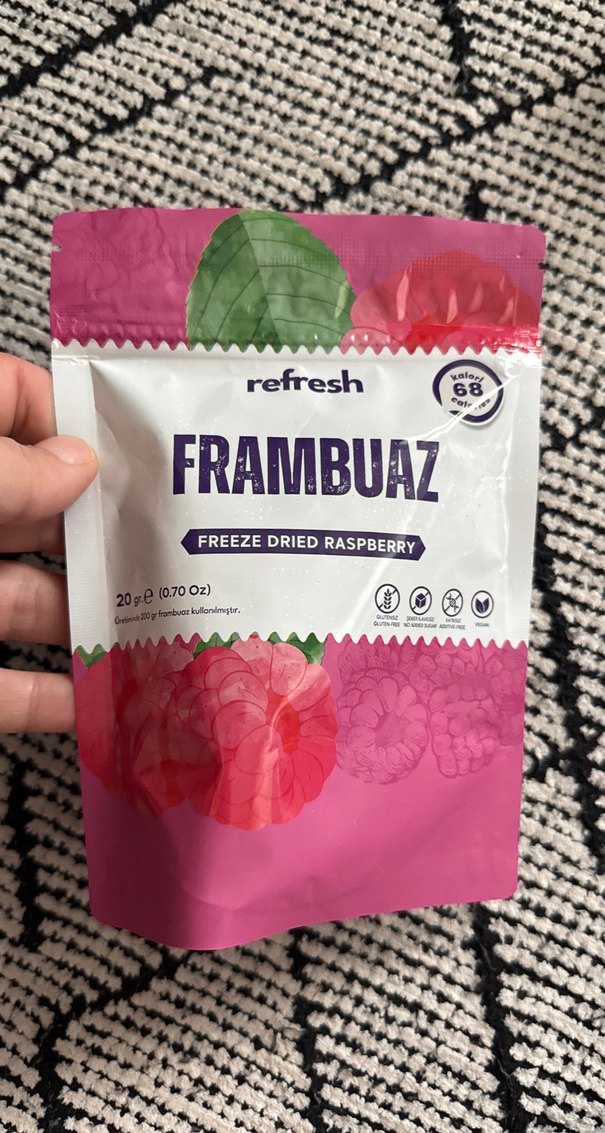 refresh
kalori
68
calories
FRAMBUAZ
FREEZE DRIED RASPBERRY
20 gr.℮ (0.70 Oz)
Üretiminde 200 gr frambuaz kullanılmıştır.
GLUTENSİZ
GLUTEN-FREE
ŞEKER İLAVESİZ
NO ADDED SUGAR
KATKISIZ
ADDITIVE-FREE
VEGAN